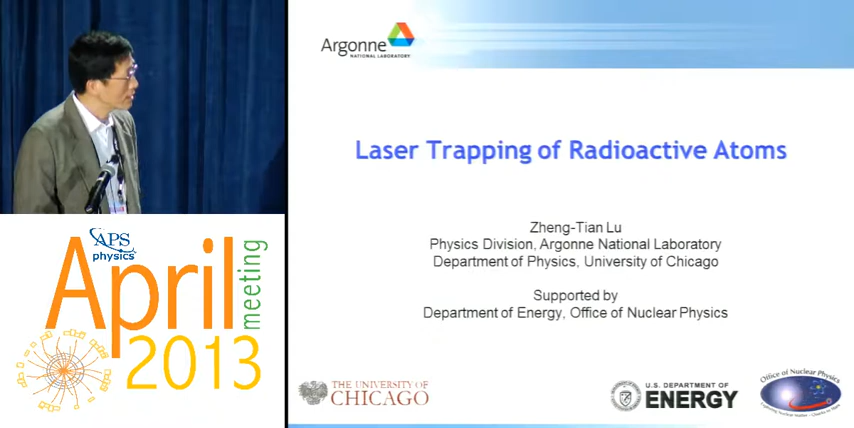 Argonne
NATIONAL LABORATORY
Laser Trapping of Radioactive Atoms
Zheng-Tian Lu
Physics Division, Argonne National Laboratory
Department of Physics, University of Chicago
Supported by
Department of Energy, Office of Nuclear Physics
THE UNIVERSITY OF
CHICAGO
U.S. DEPARTMENT OF
ENERGY
Office of Nuclear Physics
APS
physics
April
meeting
2013